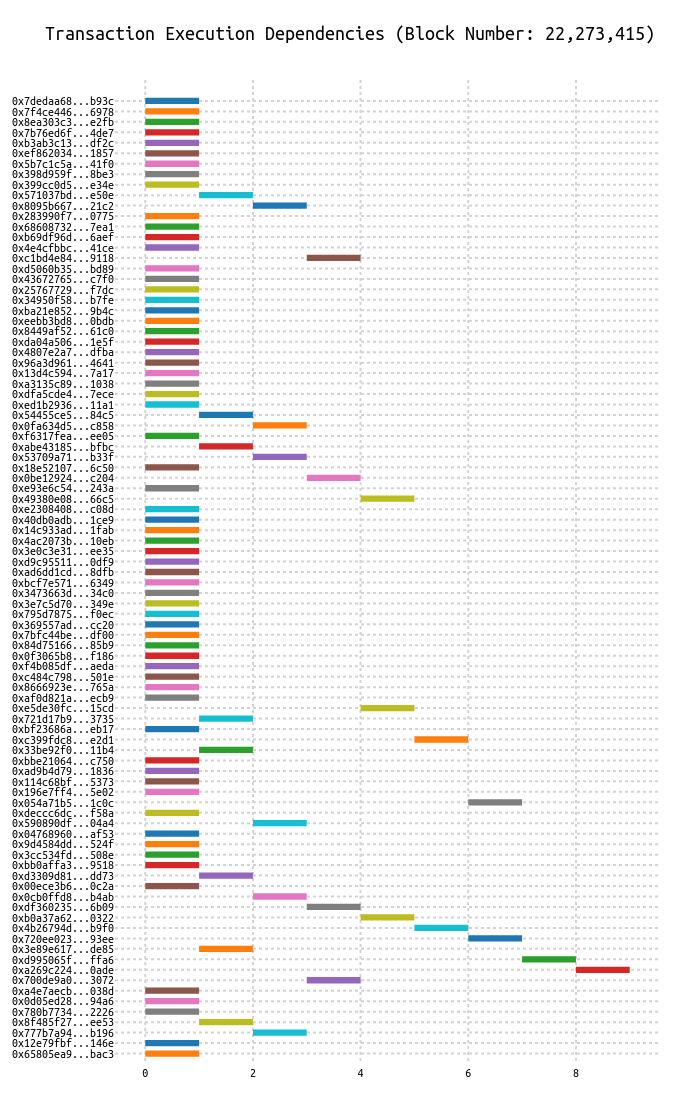 Transaction Execution Dependencies (Block Number: 22,273,415)
0x7dedaa68...b93c
0x7f4ce446...6978
0x8ea303c3...e2fb
0x7b76ed6f...4de7
0xb3ab3c13...df2c
0xef862034...1857
0x5b7c1c5a...41f0
0x398d959f...8be3
0x399cc0d5...e34e
0x571037bd...e50e
0x8095b667...21c2
0x283990f7...0775
0x68608732...7ea1
0xb69df96d...6aef
0x4e4cfbbc...41ce
0xc1bd4e84...9118
0xd5060b35...bd89
0x43672765...c7f0
0x25767729...f7dc
0x34950f58...b7fe
0xba21e852...9b4c
0xeebb3bd8...0bdb
0x8449af52...61c0
0xda04a506...1e5f
0x4807e2a7...dfba
0x96a3d961...4641
0x13d4c594...7a17
0xa3135c89...1038
0xdfa5cde4...7ece
0xed1b2936...11a1
0x54455ce5...84c5
0x0fa634d5...c858
0xf6317fea...ee05
0xabe43185...bfbc
0x53709a71...b33f
0x18e52107...6c50
0x0be12924...c204
0xe93e6c54...243a
0x49380e08...66c5
0xe2308408...c08d
0x40db0adb...1ce9
0x14c933ad...1fab
0x4ac2073b...10eb
0x3e0c3e31...ee35
0xd9c95511...0df9
0xad6dd1cd...8dfb
0xbcf7e571...6349
0x3473663d...34c0
0x3e7c5d70...349e
0x795d7875...f0ec
0x369557ad...cc20
0x7bfc44be...df00
0x84d75166...85b9
0x0f3065b8...f186
0xf4b085df...aeda
0xc484c798...501e
0x8666923e...765a
0xaf0d821a...ecb9
0xe5de30fc...15cd
0x721d17b9...3735
0xbf23686a...eb17
0xc399fdc8...e2d1
0x33be92f0...11b4
0xbbe21064...c750
0xad9b4d79...1836
0x114c68bf...5373
0x196e7ff4...5e02
0x054a71b5...1c0c
0xdeccc6dc...f58a
0x590890df...04a4
0x04768960...af53
0x9d4584dd...524f
0x3cc534fd...508e
0xbb0affa3...9518
0xd3309d81...dd73
0x00ece3b6...0c2a
0x0cb0ffd8...b4ab
0xdf360235...6b09
0xb0a37a62...0322
0x4b26794d...b9f0
0x720ee023...93ee
0x3e89e617...de85
0xd995065f...ffa6
0xa269c224...0ade
0x700de9a0...3072
0xa4e7aecb...038d
0x0d05ed28...94a6
0x780b7734...2226
0x8f485f27...ee53
0x777b7a94...b196
0x12e79fbf...146e
0x65805ea9...bac3
0 2 4 6 8